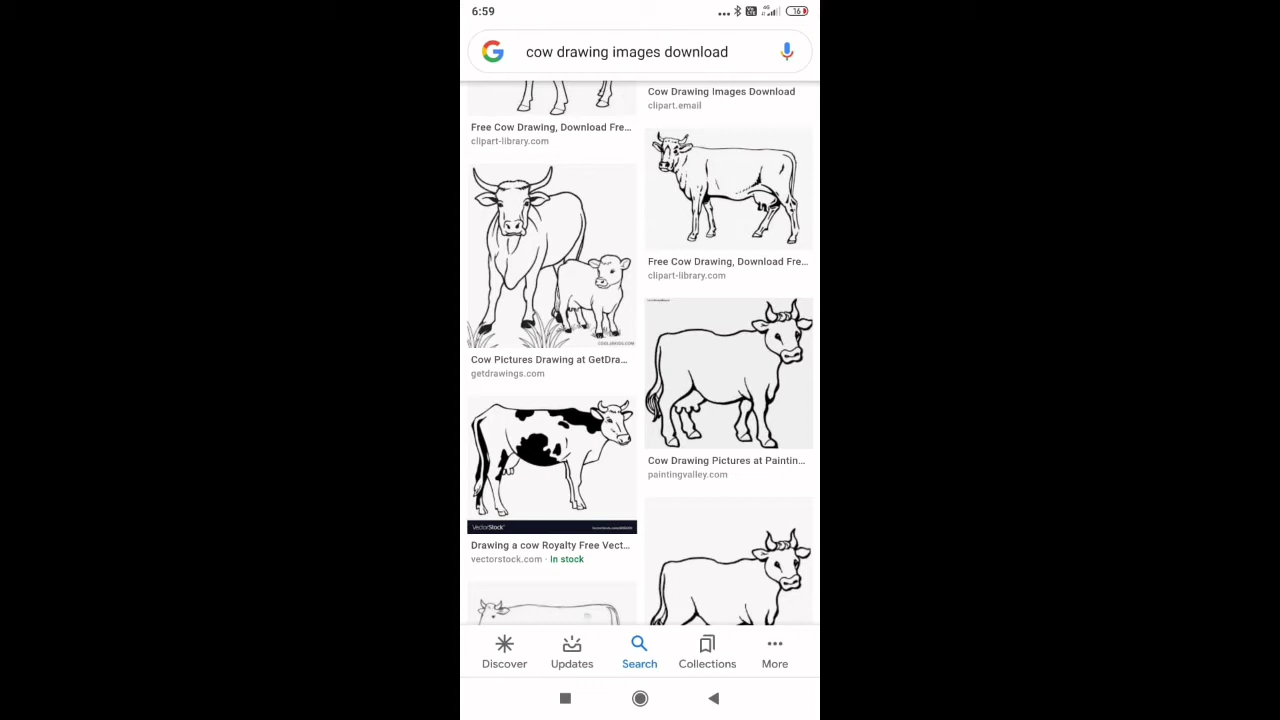 6:59
16
cow drawing images download
Cow Drawing Images Download
clipart.email
Free Cow Drawing, Download Fre...
clipart-library.com
Free Cow Drawing, Download Fre...
clipart-library.com
COOL2BKIDS.COM
Cow Pictures Drawing at GetDra...
getdrawings.com
Cow Drawing Pictures at Paintin...
paintingvalley.com
VectorStock
Drawing a cow Royalty Free Vect...
vectorstock.com · In stock
Discover
Updates
Search
Collections
More